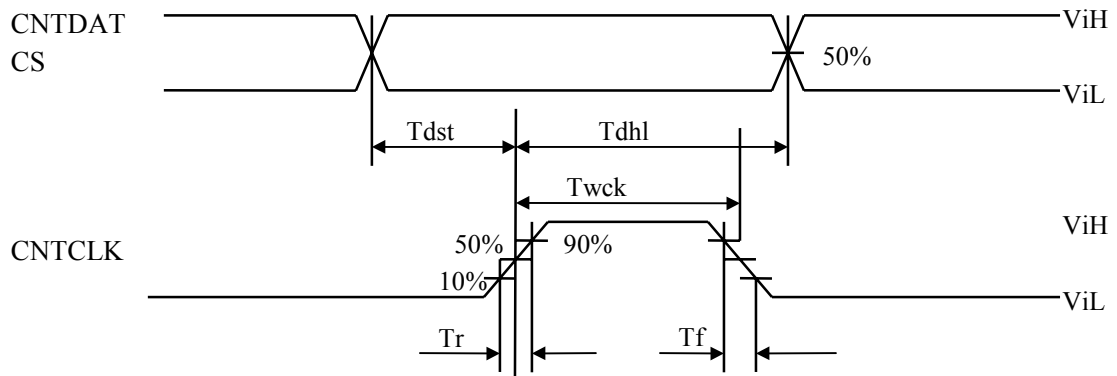 CNTDAT ViH
CS 50%
ViL
Tdst Tdhl
Twck
ViH
CNTCLK 50% 90%
10%
ViL
Tr Tf